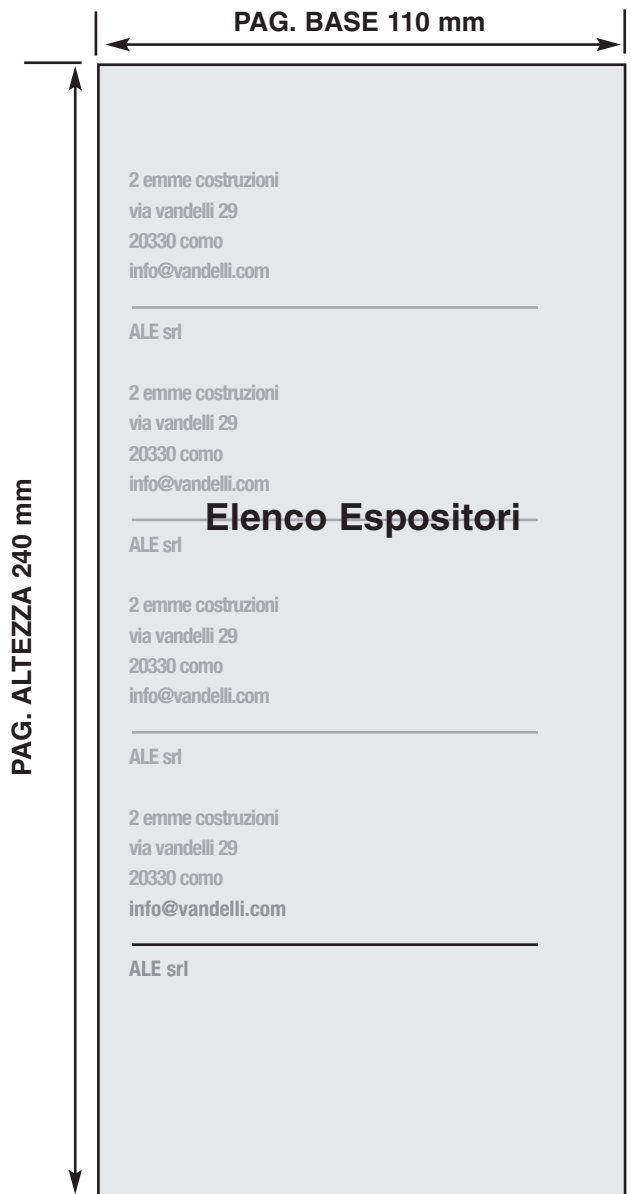 PAG. BASE 110 mm
PAG. ALTEZZA 240 mm
2 emme costruzioni
via vandelli 29
20330 como
info@vandelli.com
ALE srl
2 emme costruzioni
via vandelli 29
20330 como
info@vandelli.com
Elenco Espositori
ALE srl
2 emme costruzioni
via vandelli 29
20330 como
info@vandelli.com
ALE srl
2 emme costruzioni
via vandelli 29
20330 como
info@vandelli.com
ALE srl